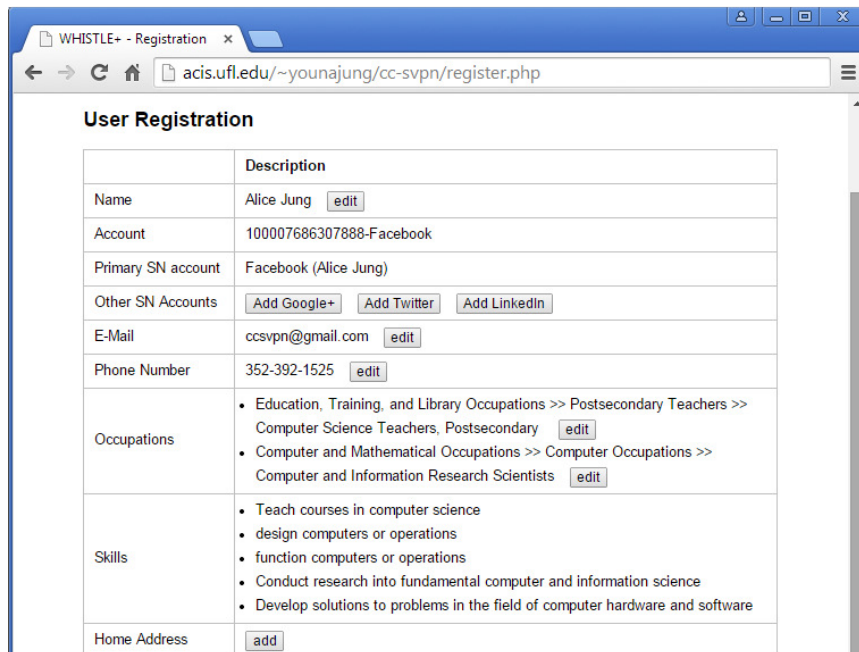 WHISTLE+ - Registration
acis.ufl.edu/~younajung/cc-svpn/register.php
User Registration
Description
Name Alice Jung edit
Account 100007686307888-Facebook
Primary SN account Facebook (Alice Jung)
Other SN Accounts Add Google+ Add Twitter Add LinkedIn
E-Mail ccsvpn@gmail.com edit
Phone Number 352-392-1525 edit
Occupations
• Education, Training, and Library Occupations >> Postsecondary Teachers >>
Computer Science Teachers, Postsecondary edit
• Computer and Mathematical Occupations >> Computer Occupations >>
Computer and Information Research Scientists edit
Skills
• Teach courses in computer science
• design computers or operations
• function computers or operations
• Conduct research into fundamental computer and information science
• Develop solutions to problems in the field of computer hardware and software
Home Address add